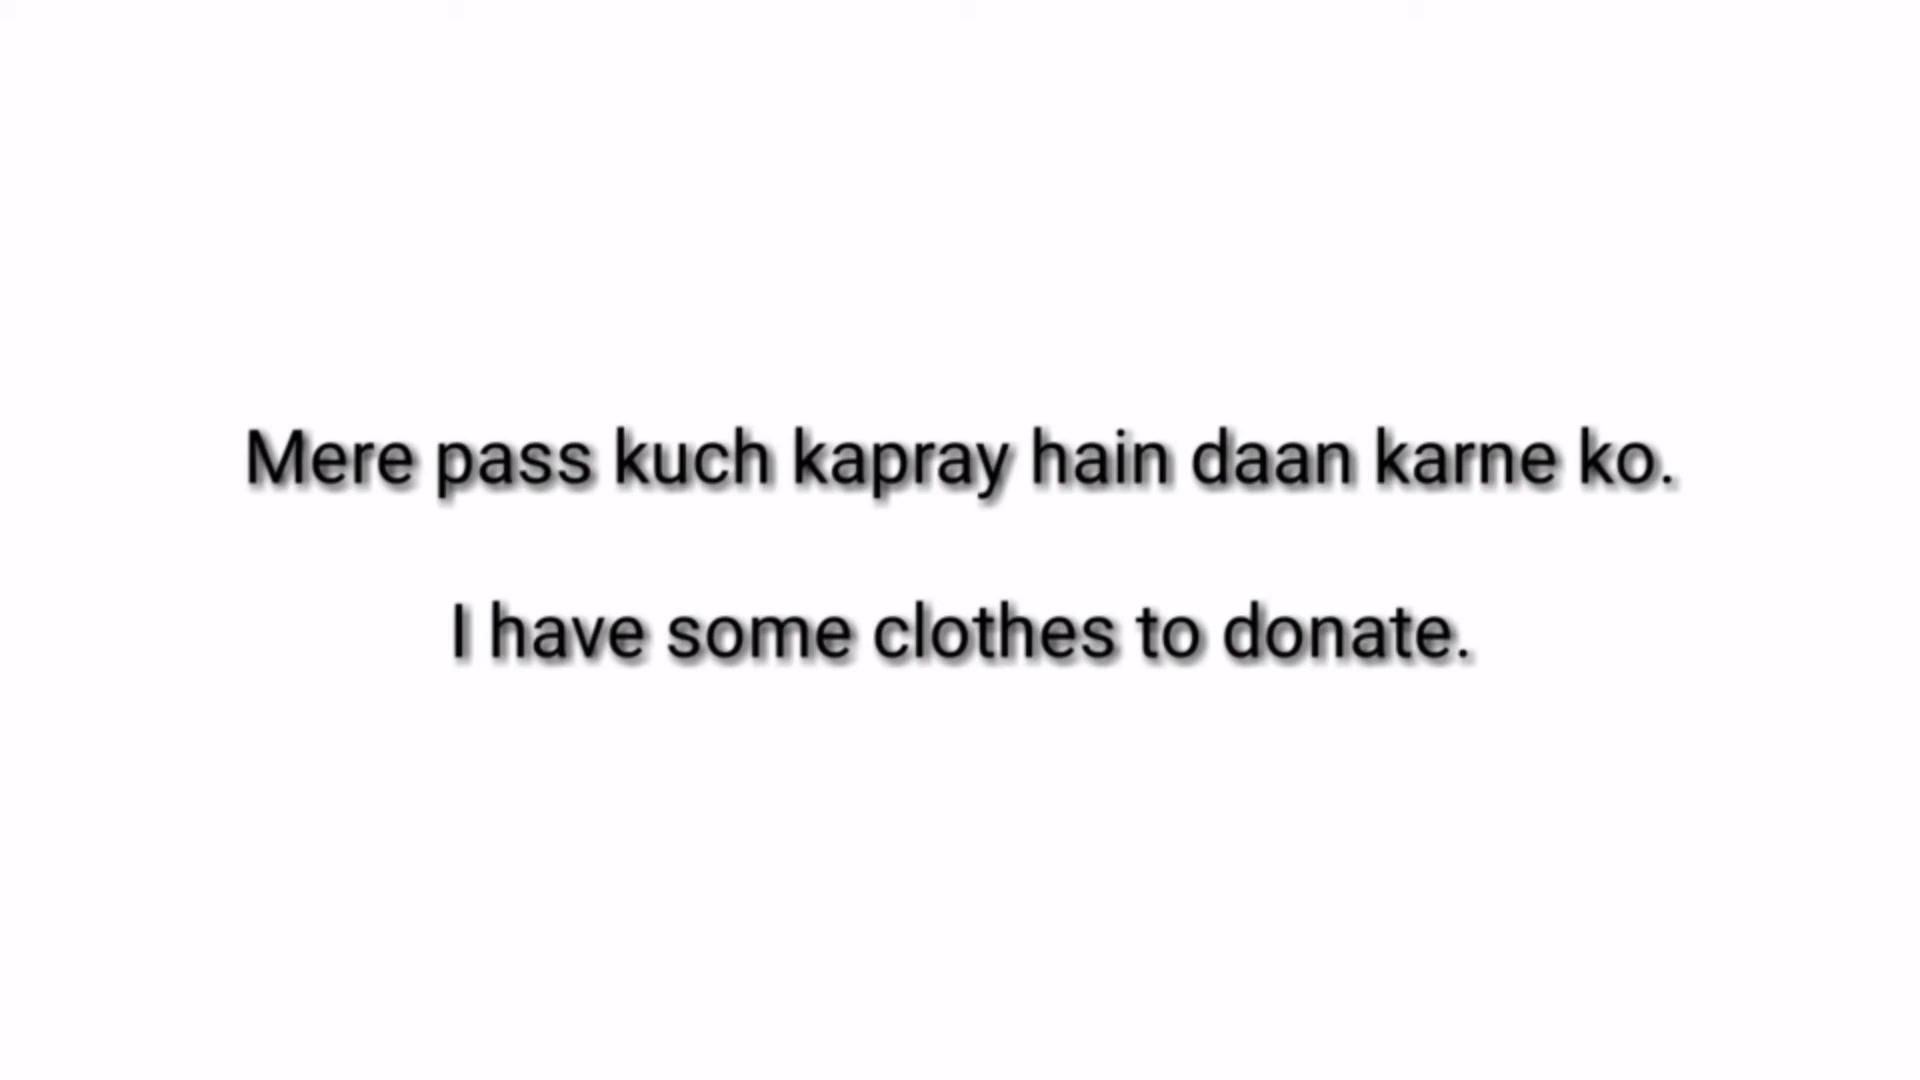 Mere pass kuch kapray hain daan karne ko.
I have some clothes to donate.